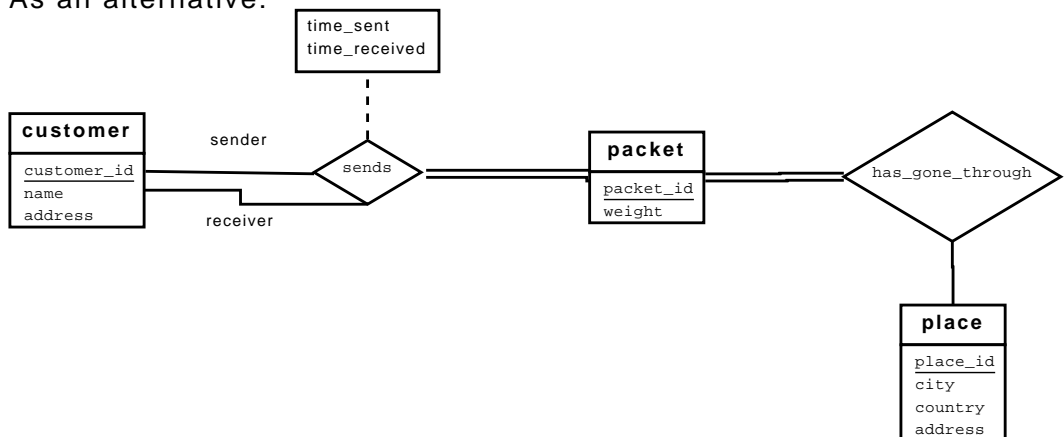 As an alternative:
time_sent
time_received
customer
customer_id
name
address
sender
receiver
sends
packet
packet_id
weight
has_gone_through
place
place_id
city
country
address